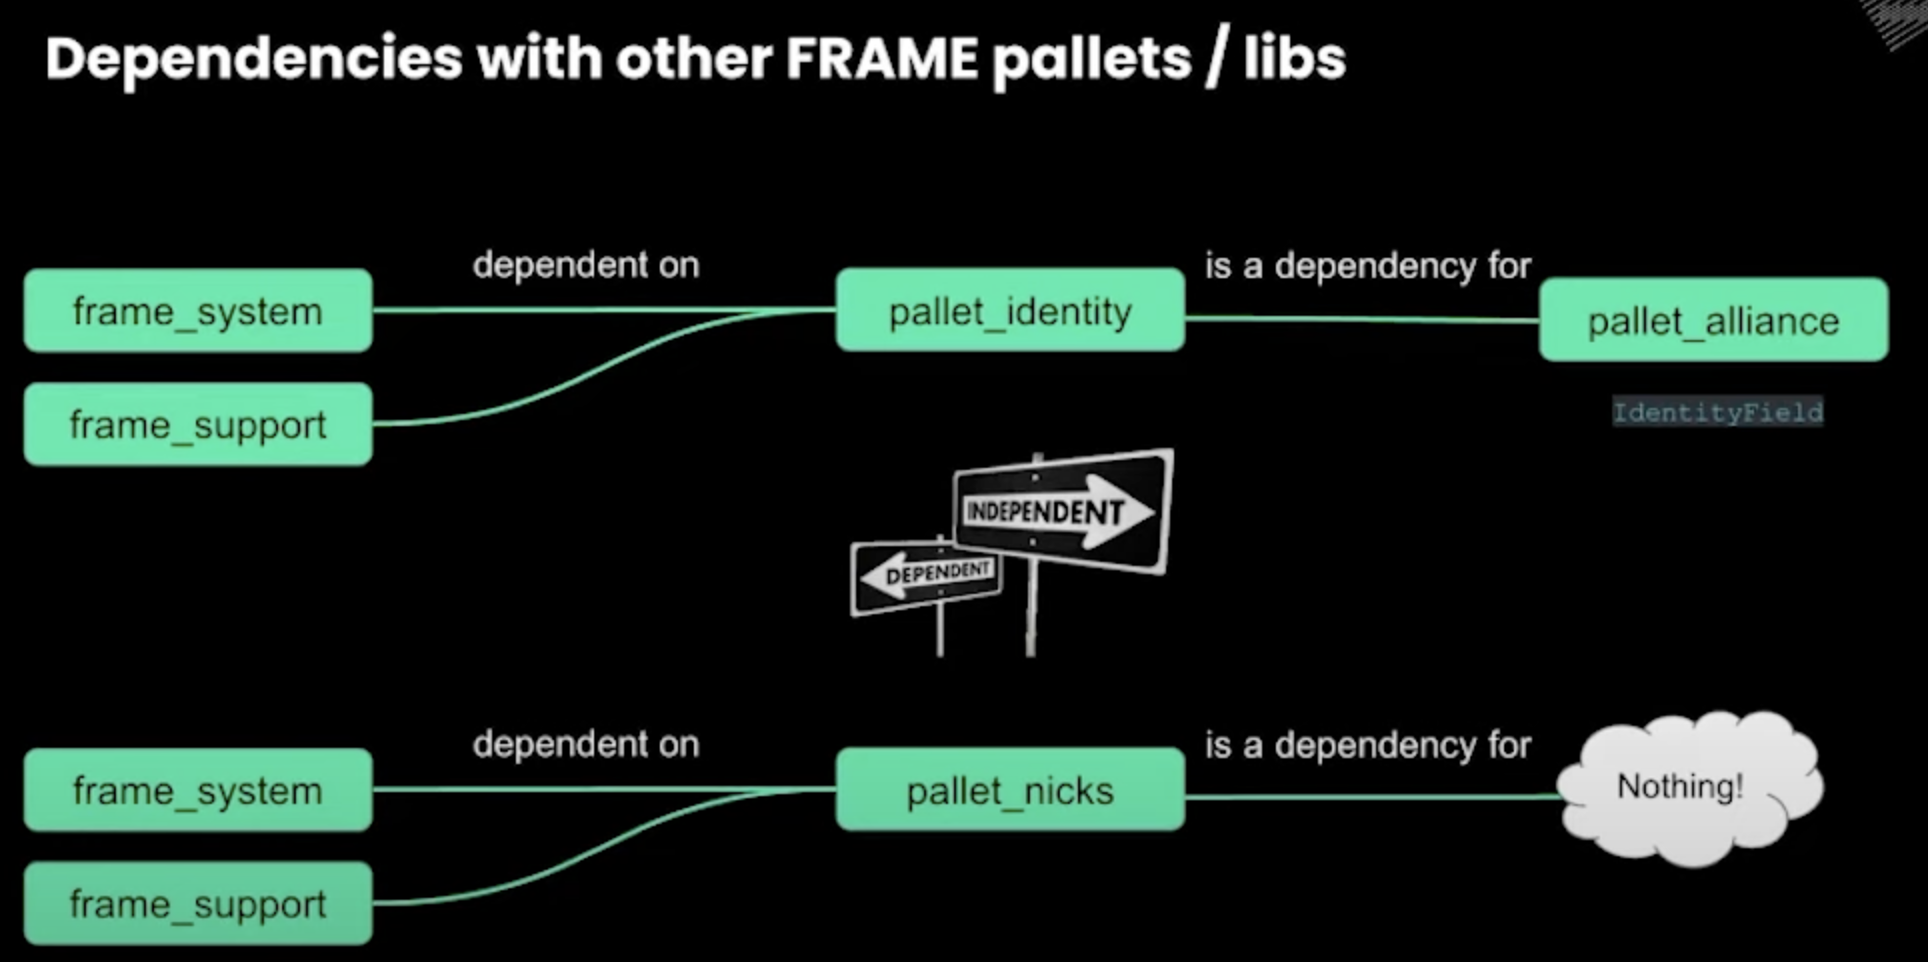 Dependencies with other FRAME pallets / libs
dependent on
is a dependency for
frame_system
pallet_identity
pallet_alliance
frame_support
IdentityField
INDEPENDENT
DEPENDENT
dependent on
is a dependency for
frame_system
pallet_nicks
Nothing!
frame_support